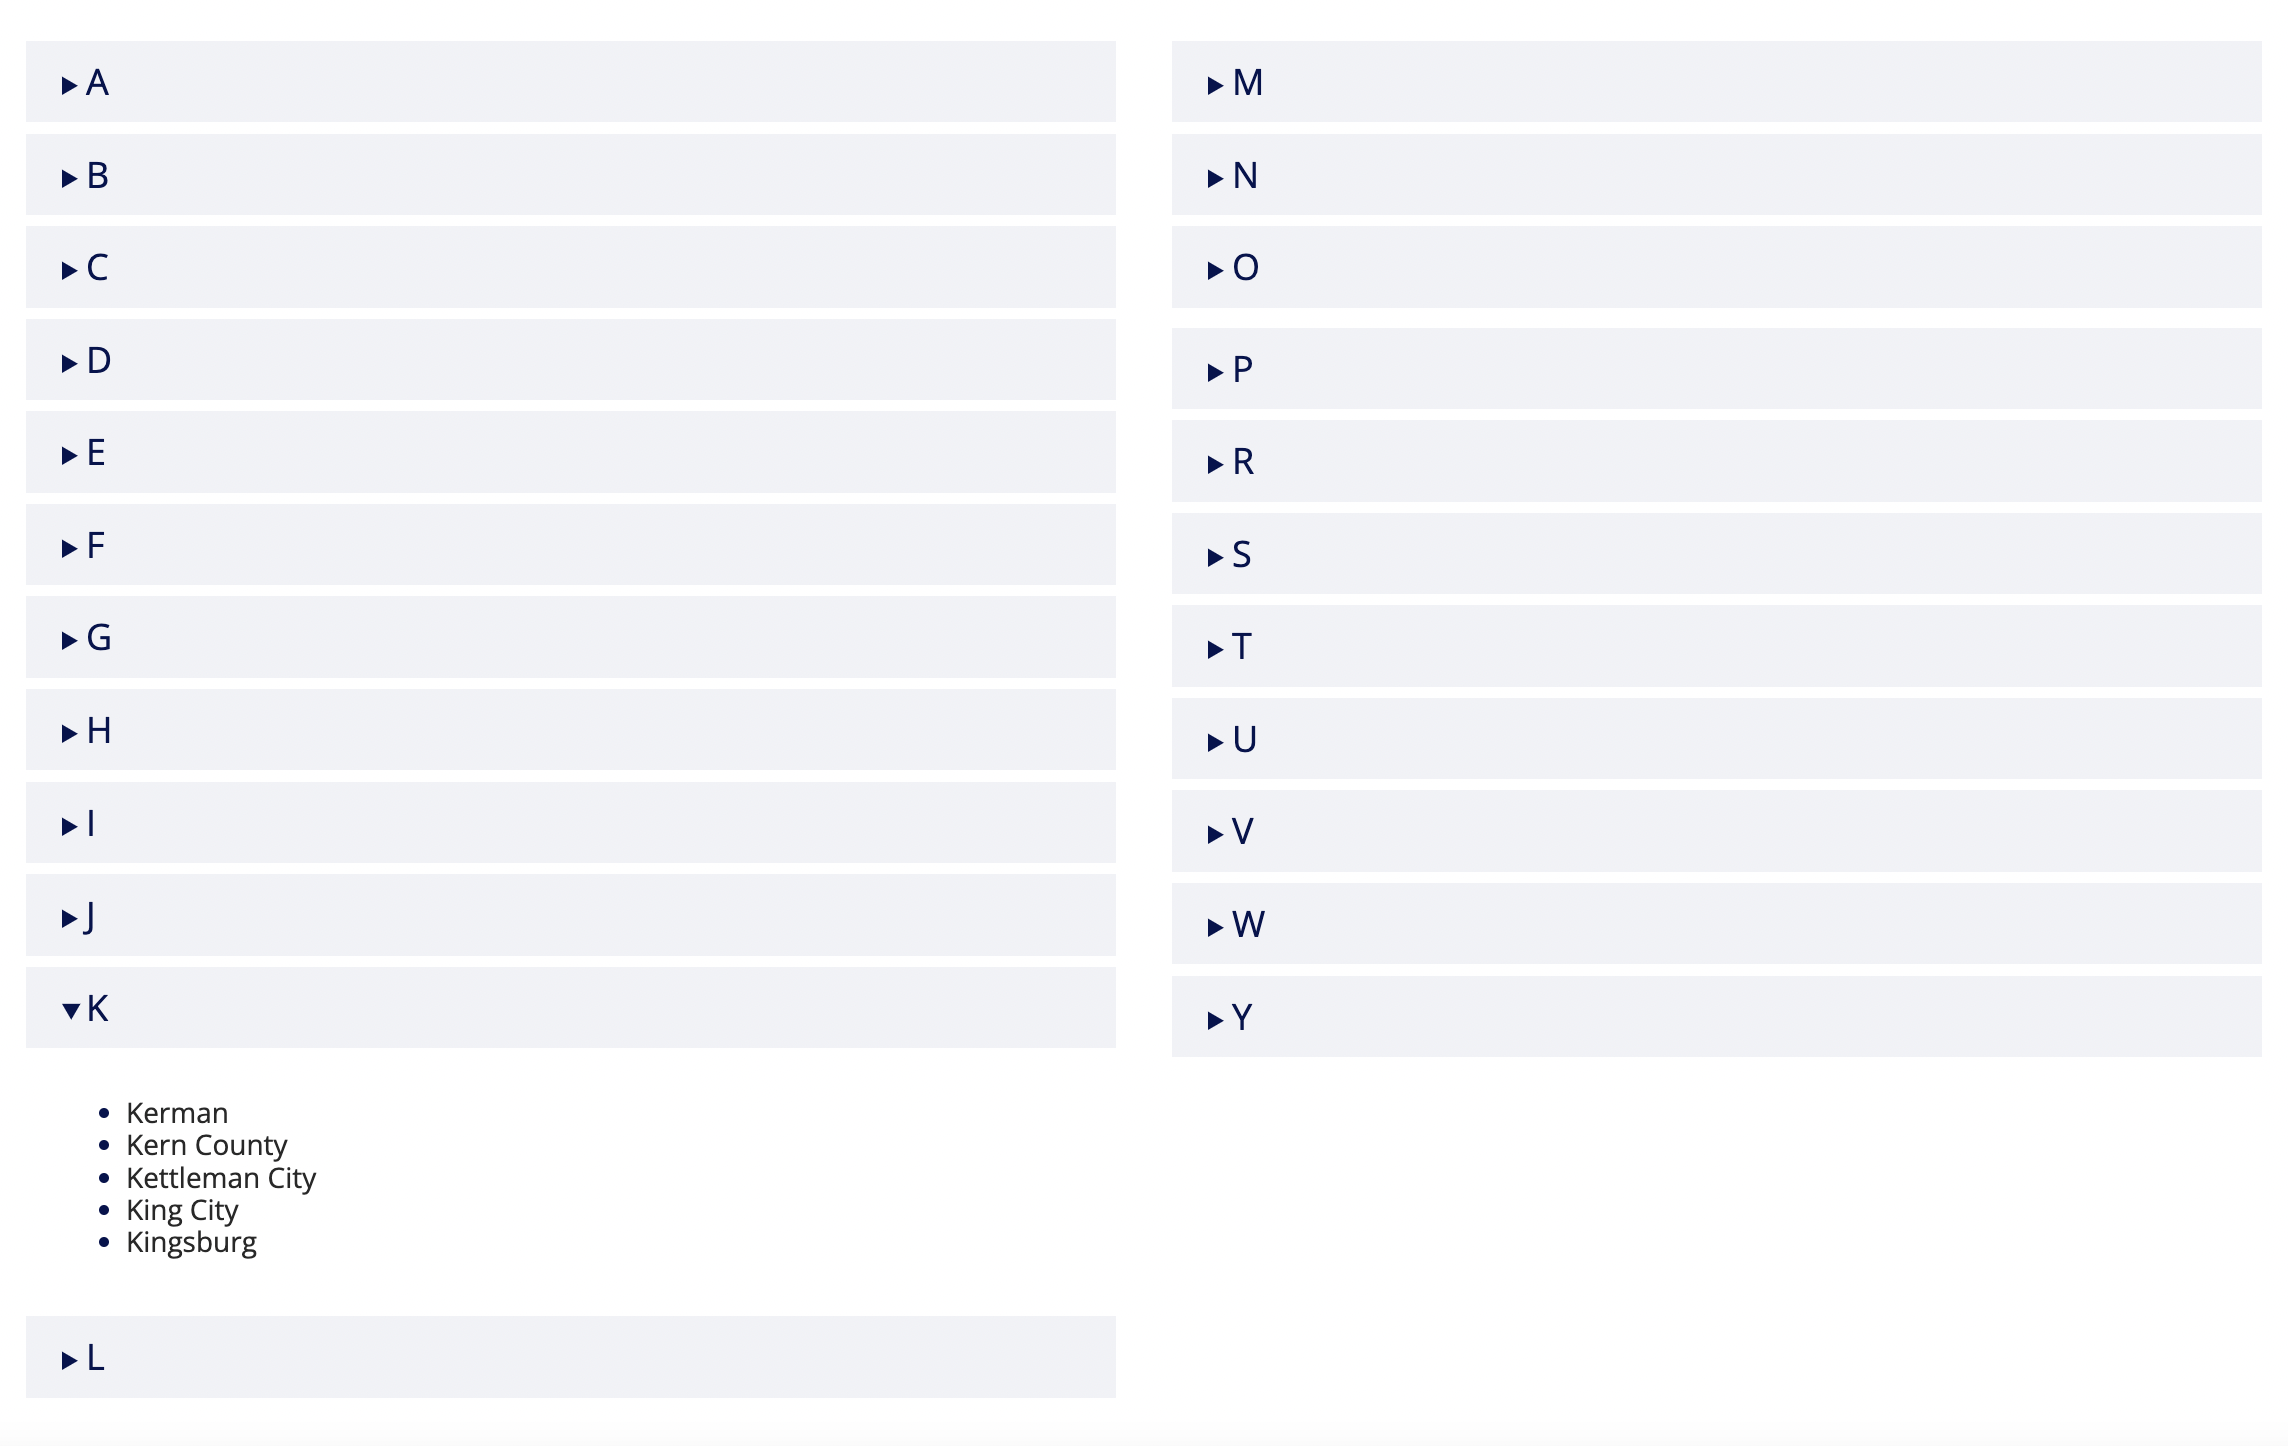 A
B
C
D
E
F
G
H
I
J
K
Kerman
Kern County
Kettleman City
King City
Kingsburg
L
M
N
O
P
R
S
T
U
V
W
Y